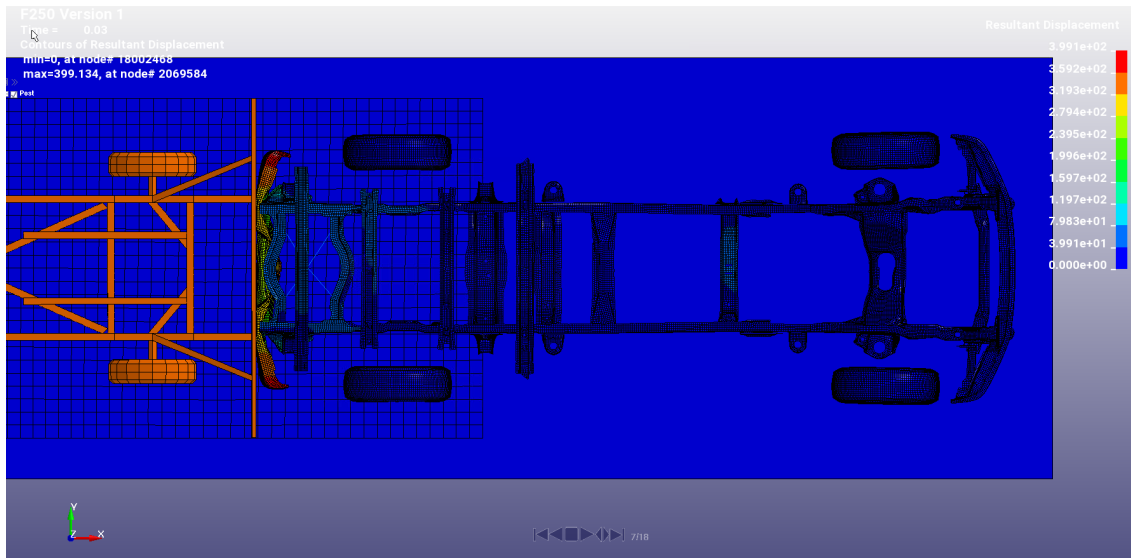 F250 Version 1
Time = 0.03
Contours of Resultant Displacement
min=0, at node# 18002468
max=399.134, at node# 2069584
Post
Resultant Displacement
3.991e+02
3.592e+02
3.193e+02
2.794e+02
2.395e+02
1.996e+02
1.597e+02
1.197e+02
7.983e+01
3.991e+01
0.000e+00
Y
Z X
7/18